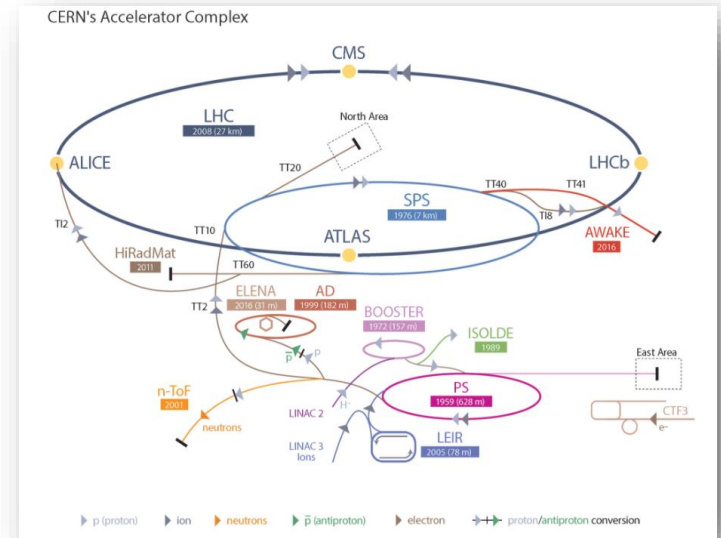 CERN's Accelerator Complex
CMS
North Area
LHC
2008 (27 km)
TT20
ALICE
LHCb
TT40
TT41
SPS
1976 (7 km)
TI8
TI2
TT10
ATLAS
AWAKE
2016
HiRadMat
2011
TT60
ELENA
2016 (31 m)
AD
1999 (182 m)
TT2
BOOSTER
1972 (157 m)
ISOLDE
1989
p̄
p
East Area
n-ToF
2001
PS
1959 (628 m)
LINAC 2
H⁻
neutrons
CTF3
e⁻
LINAC 3
Ions
LEIR
2005 (78 m)
p (proton)
ion
neutrons
p̄ (antiproton)
electron
proton/antiproton conversion